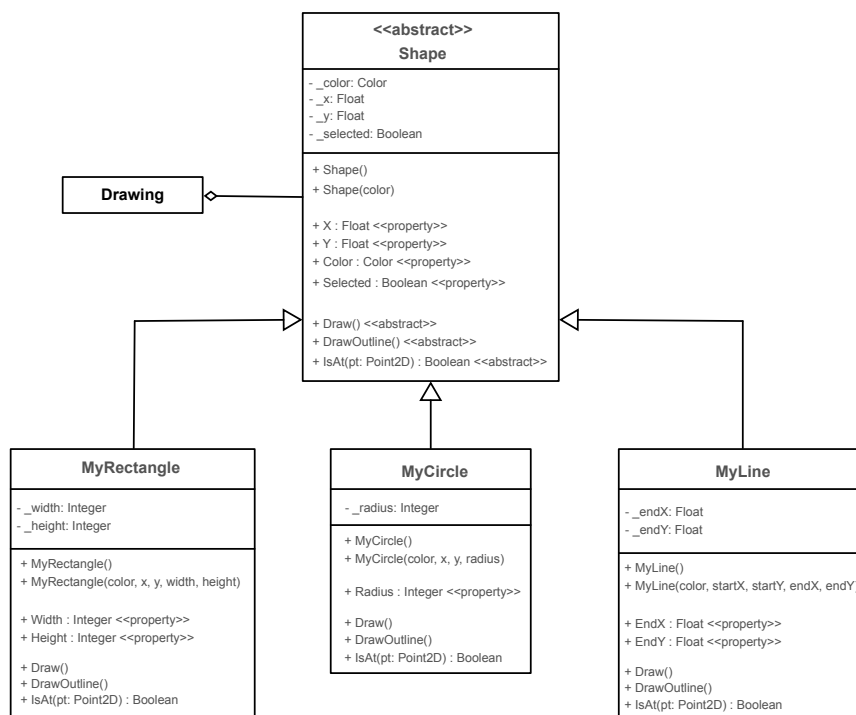 <<abstract>>
Shape
- _color: Color
- _x: Float
- _y: Float
- _selected: Boolean
+ Shape()
+ Shape(color)
+ X : Float <<property>>
+ Y : Float <<property>>
+ Color : Color <<property>>
+ Selected : Boolean <<property>>
+ Draw() <<abstract>>
+ DrawOutline() <<abstract>>
+ IsAt(pt: Point2D) : Boolean <<abstract>>
Drawing
MyRectangle
- _width: Integer
- _height: Integer
+ MyRectangle()
+ MyRectangle(color, x, y, width, height)
+ Width : Integer <<property>>
+ Height : Integer <<property>>
+ Draw()
+ DrawOutline()
+ IsAt(pt: Point2D) : Boolean
MyCircle
- _radius: Integer
+ MyCircle()
+ MyCircle(color, x, y, radius)
+ Radius : Integer <<property>>
+ Draw()
+ DrawOutline()
+ IsAt(pt: Point2D) : Boolean
MyLine
- _endX: Float
- _endY: Float
+ MyLine()
+ MyLine(color, startX, startY, endX, endY)
+ EndX : Float <<property>>
+ EndY : Float <<property>>
+ Draw()
+ DrawOutline()
+ IsAt(pt: Point2D) : Boolean